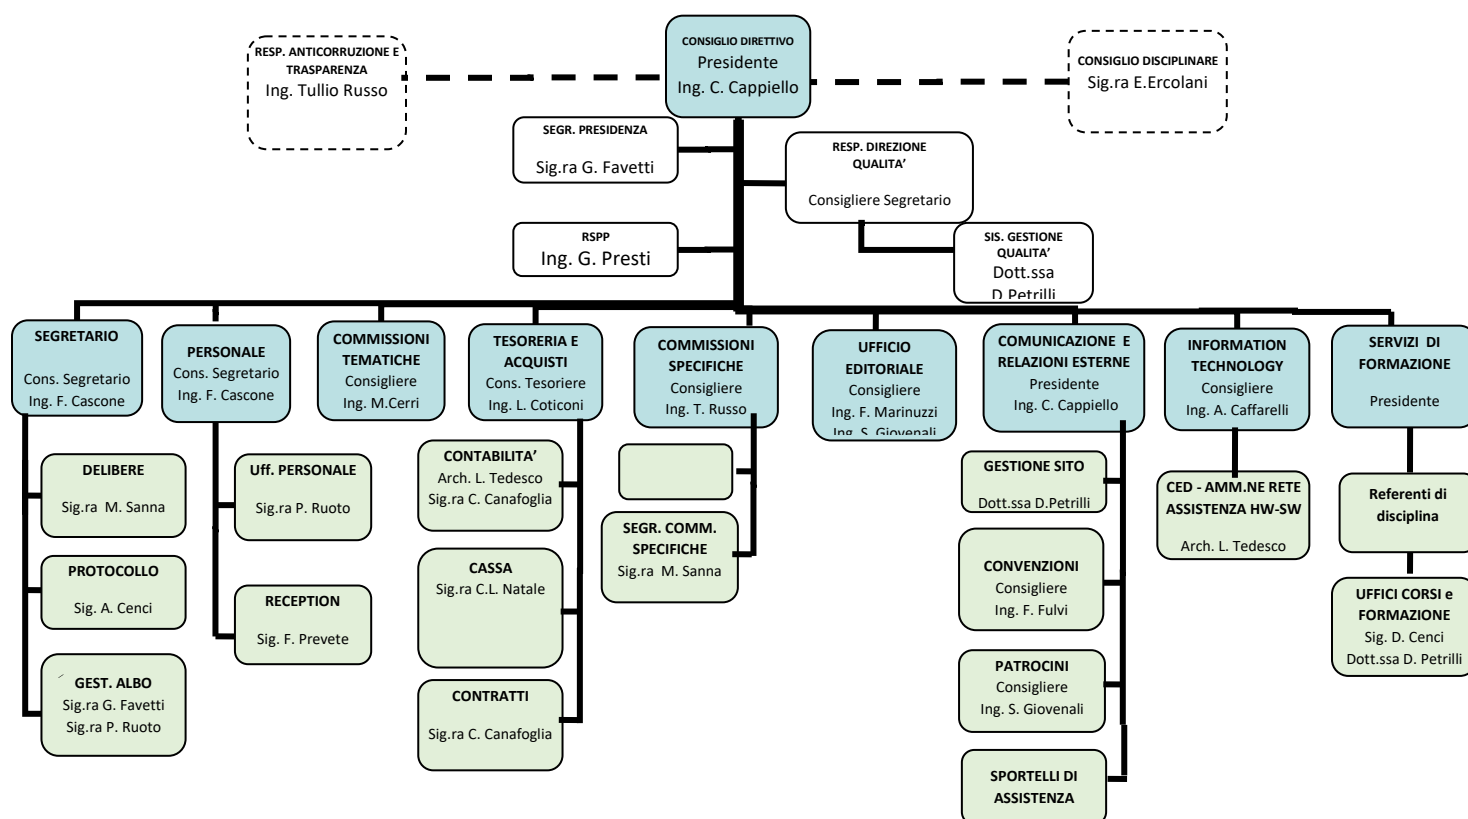 RESP. ANTICORRUZIONE E
TRASPARENZA
Ing. Tullio Russo
CONSIGLIO DIRETTIVO
Presidente
Ing. C. Cappiello
CONSIGLIO DISCIPLINARE
Sig.ra E.Ercolani
SEGR. PRESIDENZA
Sig.ra G. Favetti
RESP. DIREZIONE
QUALITA’
Consigliere Segretario
RSPP
Ing. G. Presti
SIS. GESTIONE
QUALITA’
Dott.ssa
D.Petrilli
SEGRETARIO
Cons. Segretario
Ing. F. Cascone
PERSONALE
Cons. Segretario
Ing. F. Cascone
COMMISSIONI
TEMATICHE
Consigliere
Ing. M.Cerri
TESORERIA E
ACQUISTI
Cons. Tesoriere
Ing. L. Coticoni
COMMISSIONI
SPECIFICHE
Consigliere
Ing. T. Russo
UFFICIO
EDITORIALE
Consigliere
Ing. F. Marinuzzi
Ing. S. Giovenali
COMUNICAZIONE E
RELAZIONI ESTERNE
Presidente
Ing. C. Cappiello
INFORMATION
TECHNOLOGY
Consigliere
Ing. A. Caffarelli
SERVIZI DI
FORMAZIONE
Presidente
DELIBERE
Sig.ra M. Sanna
PROTOCOLLO
Sig. A. Cenci
GEST. ALBO
Sig.ra G. Favetti
Sig.ra P. Ruoto
Uff. PERSONALE
Sig.ra P. Ruoto
RECEPTION
Sig. F. Prevete
CONTABILITA’
Arch. L. Tedesco
Sig.ra C. Canafoglia
CASSA
Sig.ra C.L. Natale
CONTRATTI
Sig.ra C. Canafoglia
SEGR. COMM.
SPECIFICHE
Sig.ra M. Sanna
GESTIONE SITO
Dott.ssa D.Petrilli
CONVENZIONI
Consigliere
Ing. F. Fulvi
PATROCINI
Consigliere
Ing. S. Giovenali
SPORTELLI DI
ASSISTENZA
CED - AMM.NE RETE
ASSISTENZA HW-SW
Arch. L. Tedesco
Referenti di
disciplina
UFFICI CORSI e
FORMAZIONE
Sig. D. Cenci
Dott.ssa D. Petrilli